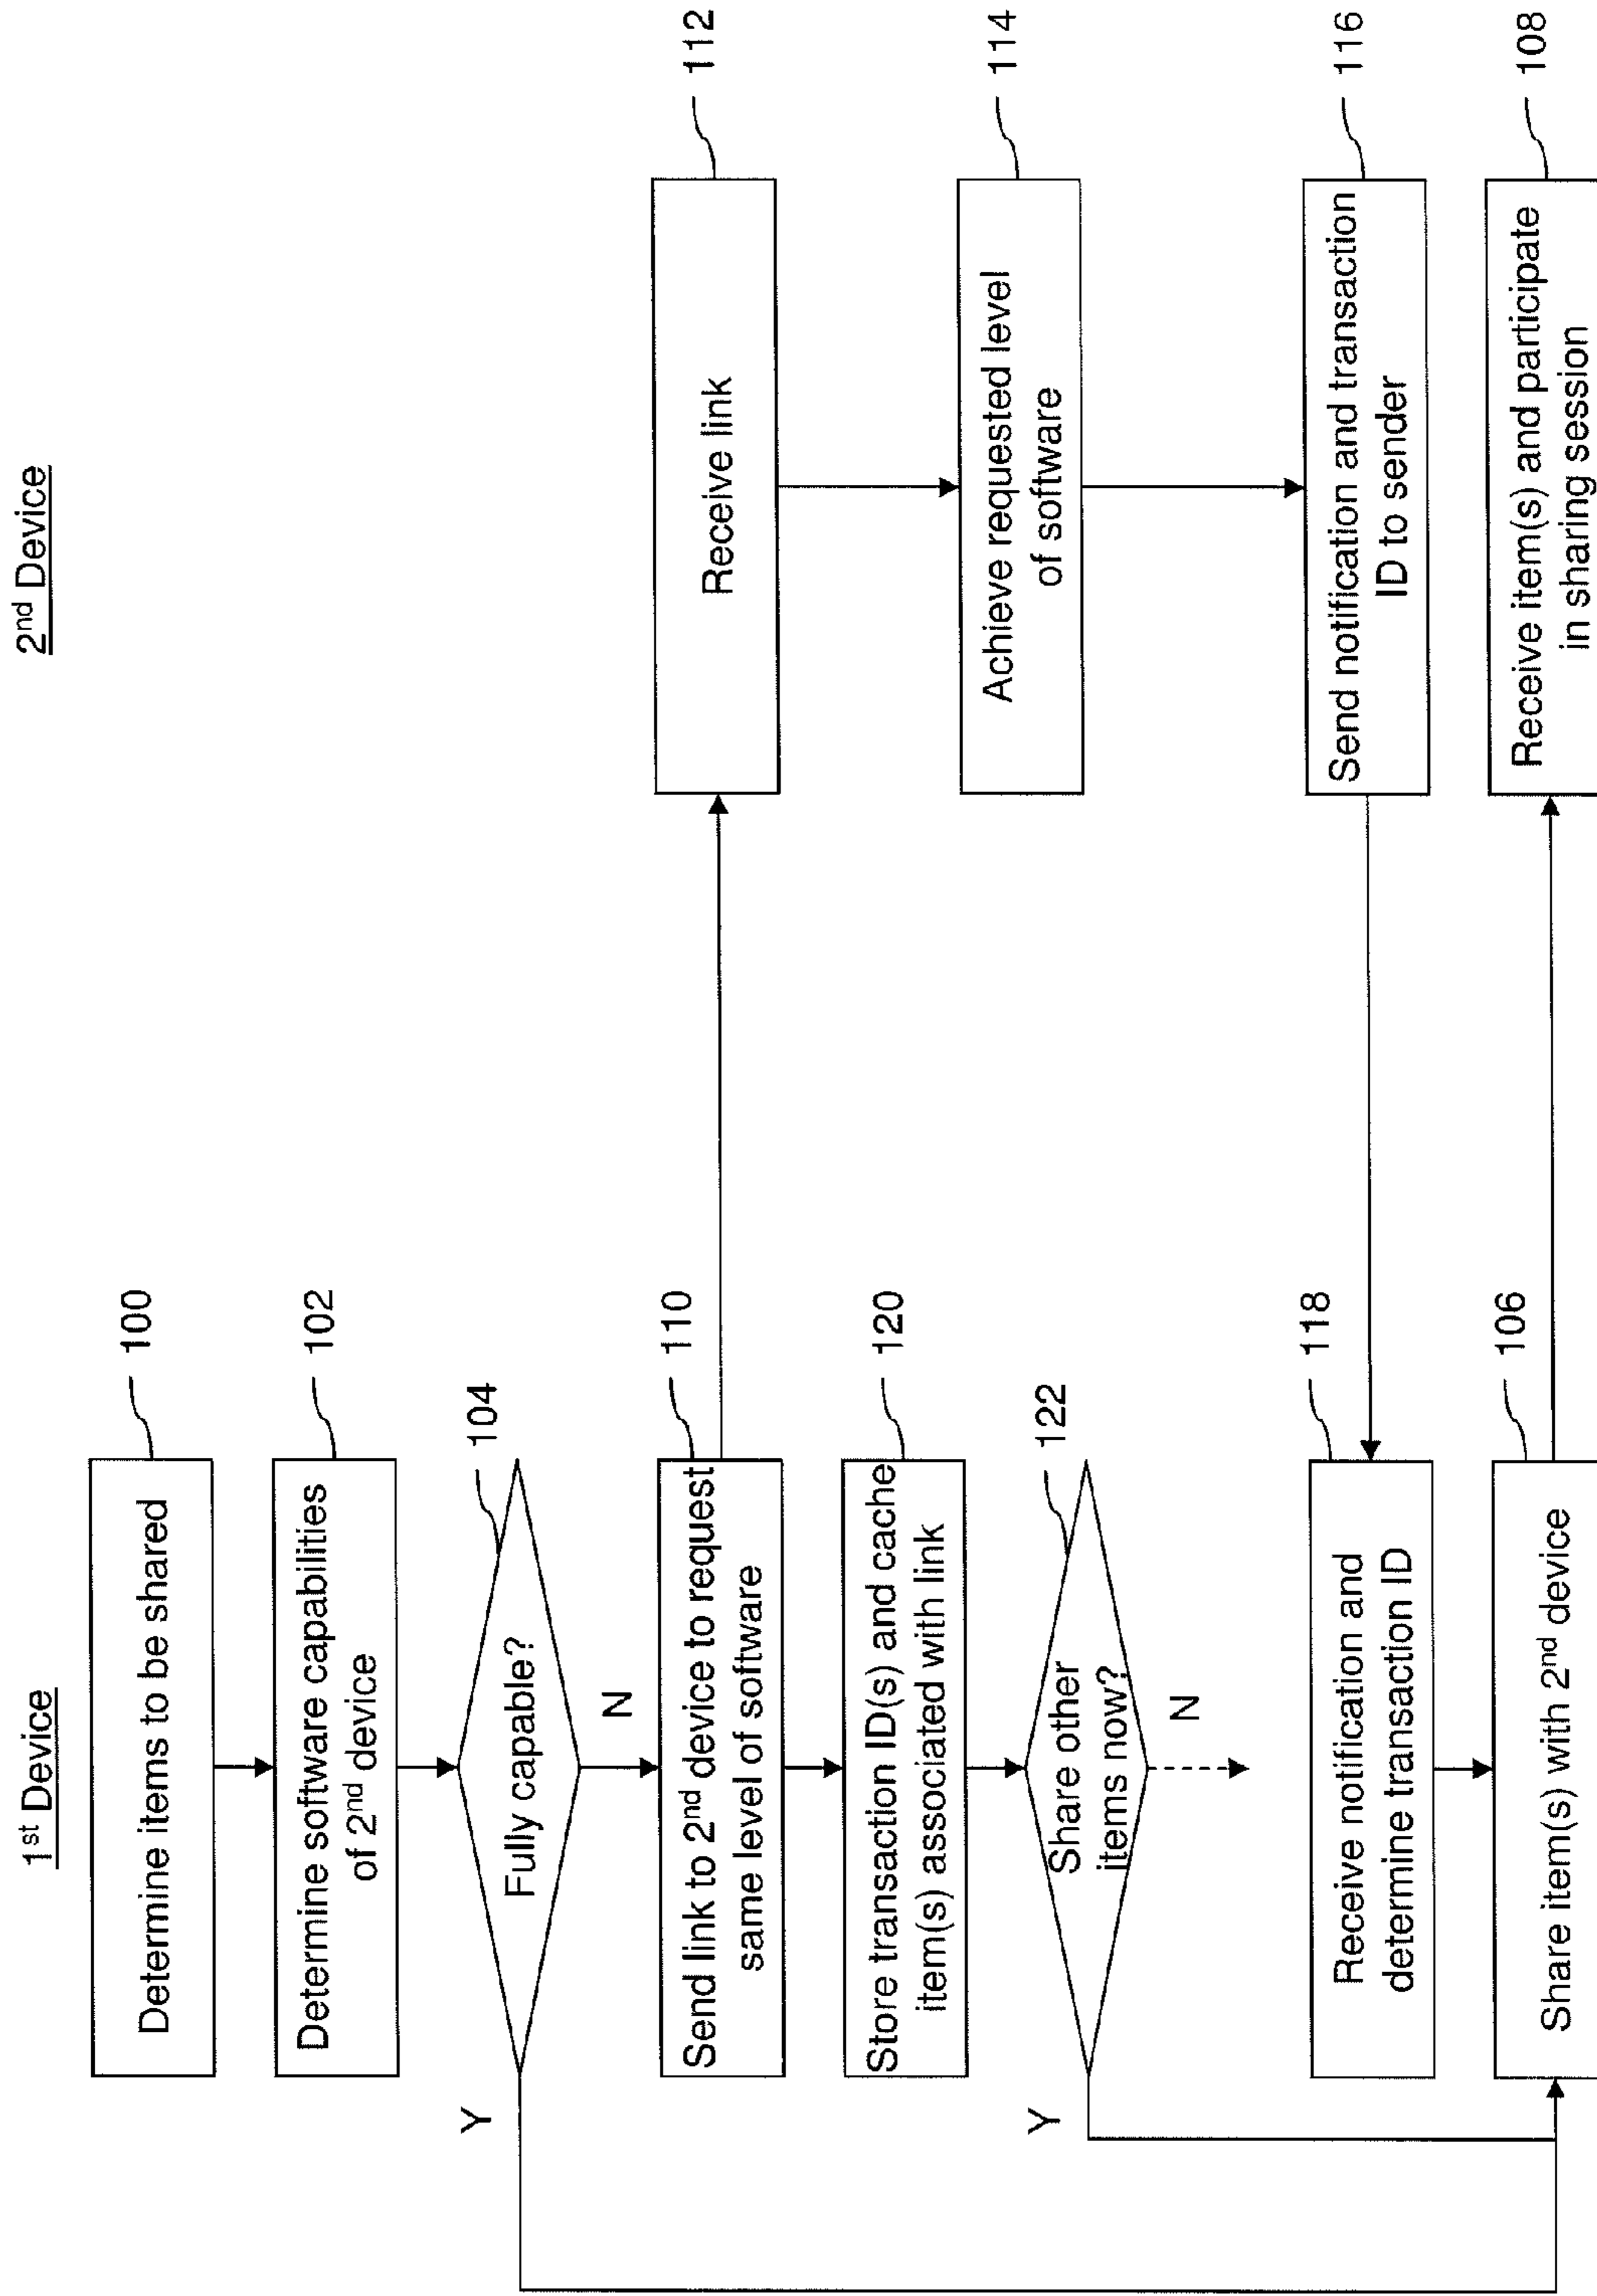 1st Device
2nd Device
Determine items to be shared
100
Determine software capabilities
of 2nd device
102
Fully capable?
104
Y
N
Send link to 2nd device to request
same level of software
110
Receive link
112
Store transaction ID(s) and cache
item(s) associated with link
120
Achieve requested level
of software
114
Share other
items now?
122
Y
N
Send notification and transaction
ID to sender
116
Receive notification and
determine transaction ID
118
Share item(s) with 2nd device
106
Receive item(s) and participate
in sharing session
108